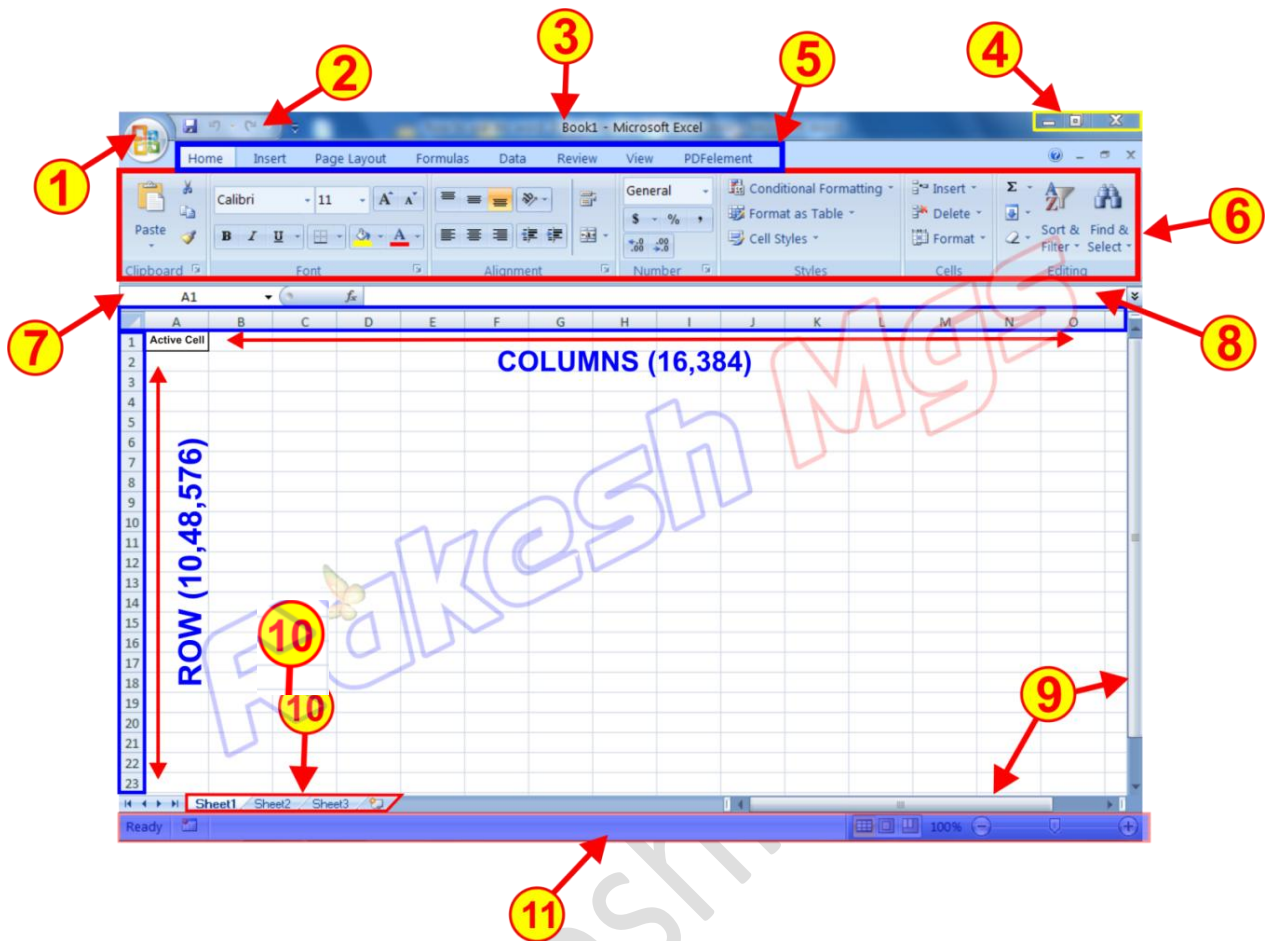 3
5
4
2
Book1 - Microsoft Excel
1
Home Insert Page Layout Formulas Data Review View PDFelement
Calibri 11 A A
General
Conditional Formatting
Insert
Σ
Paste
$ % ,
Format as Table
Delete
6
B I U A
.0 .00
.00 .0
Cell Styles
Format
Sort & Filter
Find & Select
Clipboard Font Alignment Number Styles Cells Editing
A1 fx
7
8
A B C D E F G H I J K L M N O
1 Active Cell
COLUMNS (16,384)
2
3
4
5
6
7
8
9
10
11
12
13
14
15
16
17
18
19
20
21
22
23
ROW (10,48,576)
Rakesh Mgs
10
10
9
Sheet1 Sheet2 Sheet3
Ready 100%
11